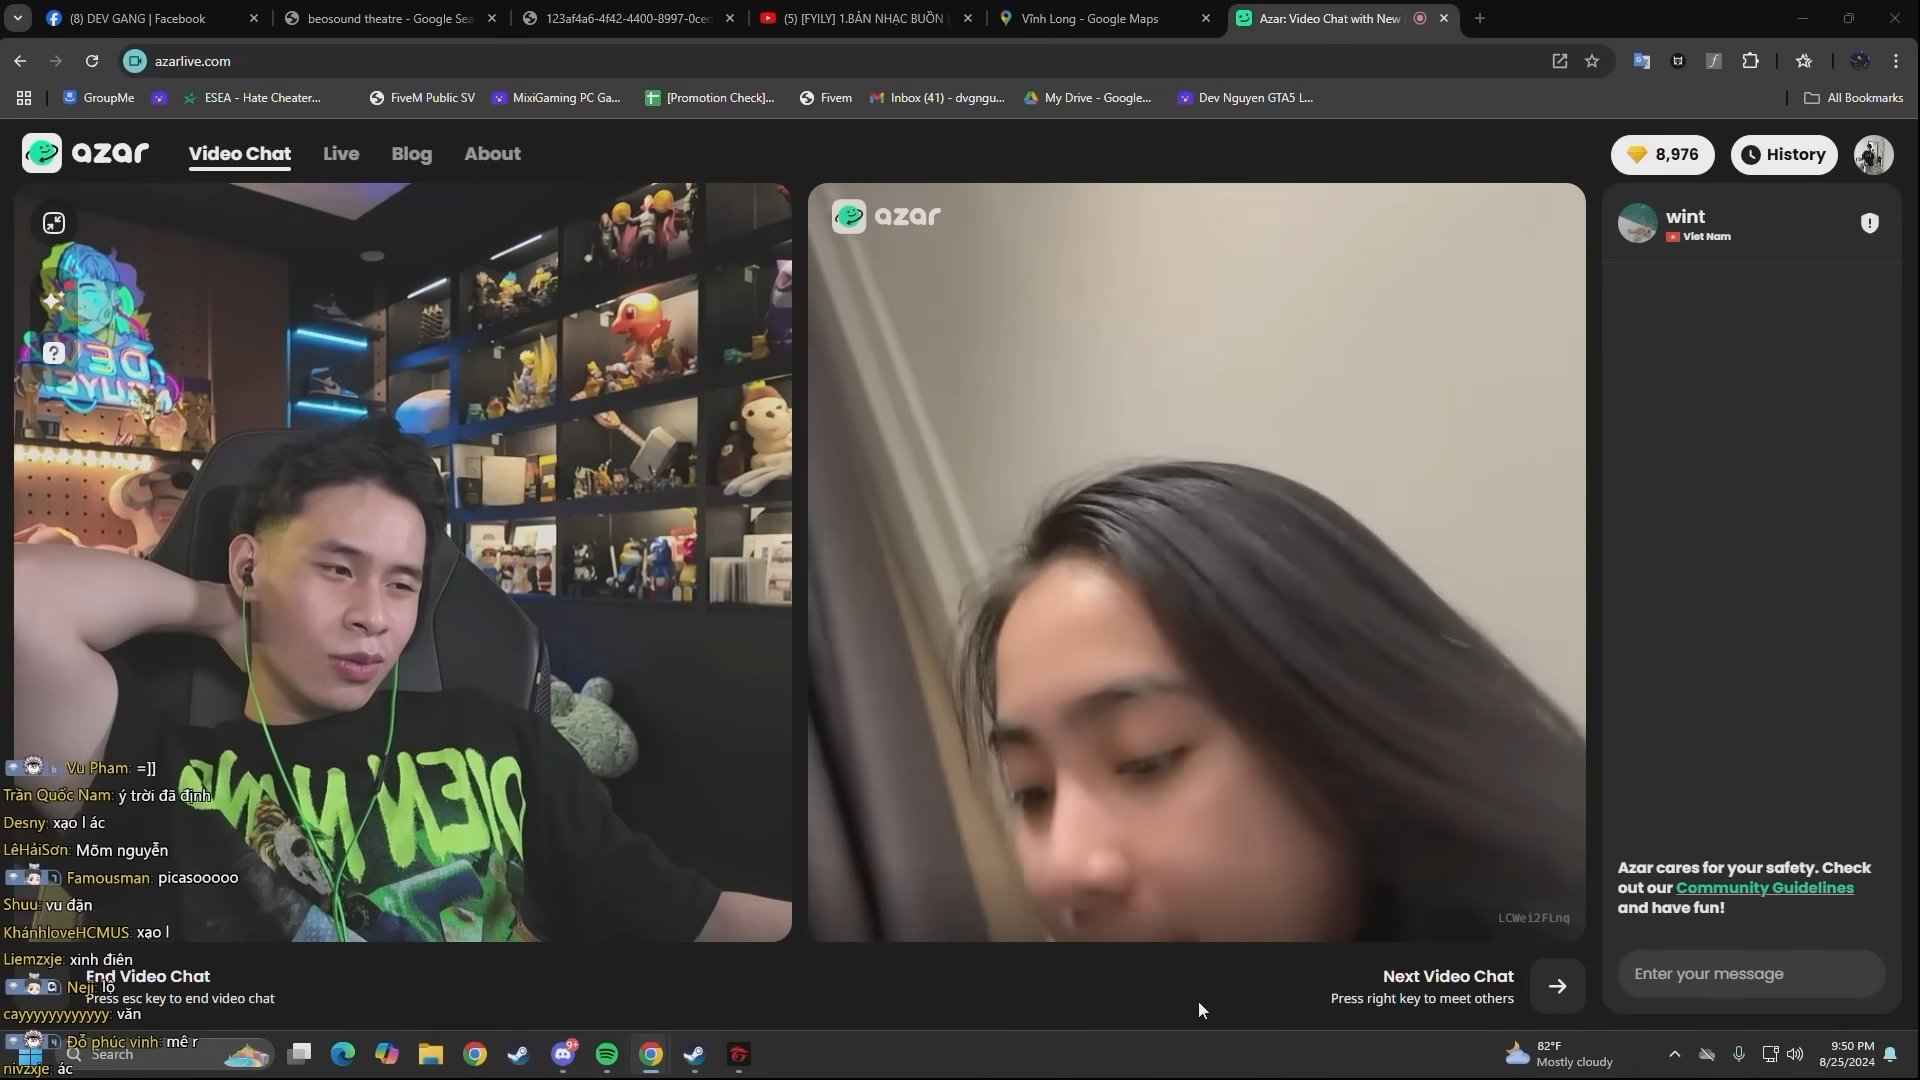 (8) DEV GANG | Facebook
beosound theatre - Google Sea
123af4a6-4f42-4400-8997-0ced
(5) [FYILY] 1.BẢN NHẠC BUỒN
Vĩnh Long - Google Maps
Azar: Video Chat with New
azarlive.com
GroupMe
ESEA - Hate Cheater...
FiveM Public SV
MixiGaming PC Ga...
[Promotion Check]...
Fivem
Inbox (41) - dvgngu...
My Drive - Google...
Dev Nguyen GTA5 L...
All Bookmarks
azar
Video Chat
Live
Blog
About
8,976
History
azar
wint
Viet Nam
Vu Pham: =]]
Trần Quốc Nam: ý trời đã định
Desny: xạo l ác
LêHảiSơn: Mõm nguyễn
Famousman: picasooooo
Shuu: vu đặn
KhánhloveHCMUS: xạo l
Liemzxje: xinh điên
Neji: lộ
cayyyyyyyyyyyy: văn
Đỗ phúc vinh: mê r
nivzxje: ác
End Video Chat
Press esc key to end video chat
LCWei2FLnq
Next Video Chat
Press right key to meet others
Azar cares for your safety. Check
out our Community Guidelines
and have fun!
Enter your message
Search
9+
82°F
Mostly cloudy
9:50 PM
8/25/2024